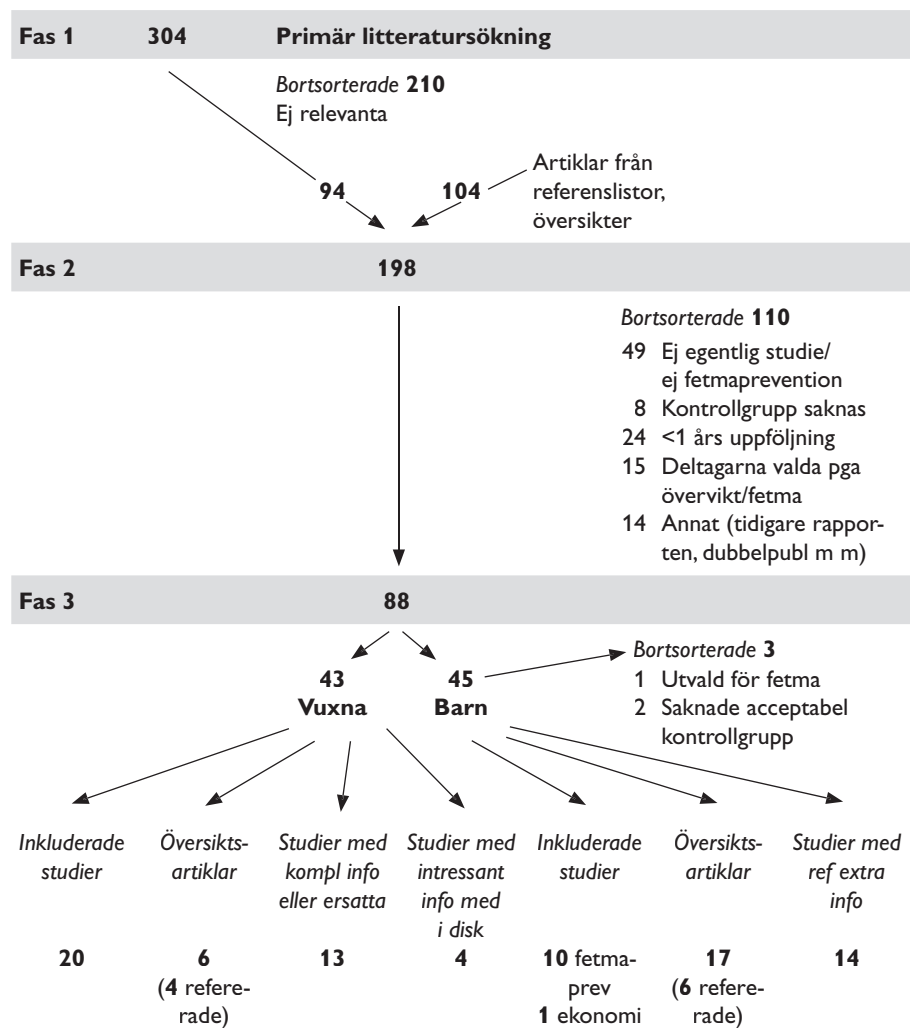 Fas 1 304 Primär litteratursökning
Bortsorterade 210
Ej relevanta
94
104
Artiklar från
referenslistor,
översikter
Fas 2 198
Bortsorterade 110
49 Ej egentlig studie/
ej fetmaprevention
8 Kontrollgrupp saknas
24 <1 års uppföljning
15 Deltagarna valda pga
övervikt/fetma
14 Annat (tidigare rappor-
ten, dubbelpubl m m)
Fas 3 88
43
Vuxna
45
Barn
Bortsorterade 3
1 Utvald för fetma
2 Saknade acceptabel
kontrollgrupp
Inkluderade
studier
20
Översikts-
artiklar
6
(4 refere-
rade)
Studier med
kompl info
eller ersatta
13
Studier med
intressant
info med
i disk
4
Inkluderade
studier
10 fetma-
prev
1 ekonomi
Översikts-
artiklar
17
(6 refere-
rade)
Studier med
ref extra
info
14